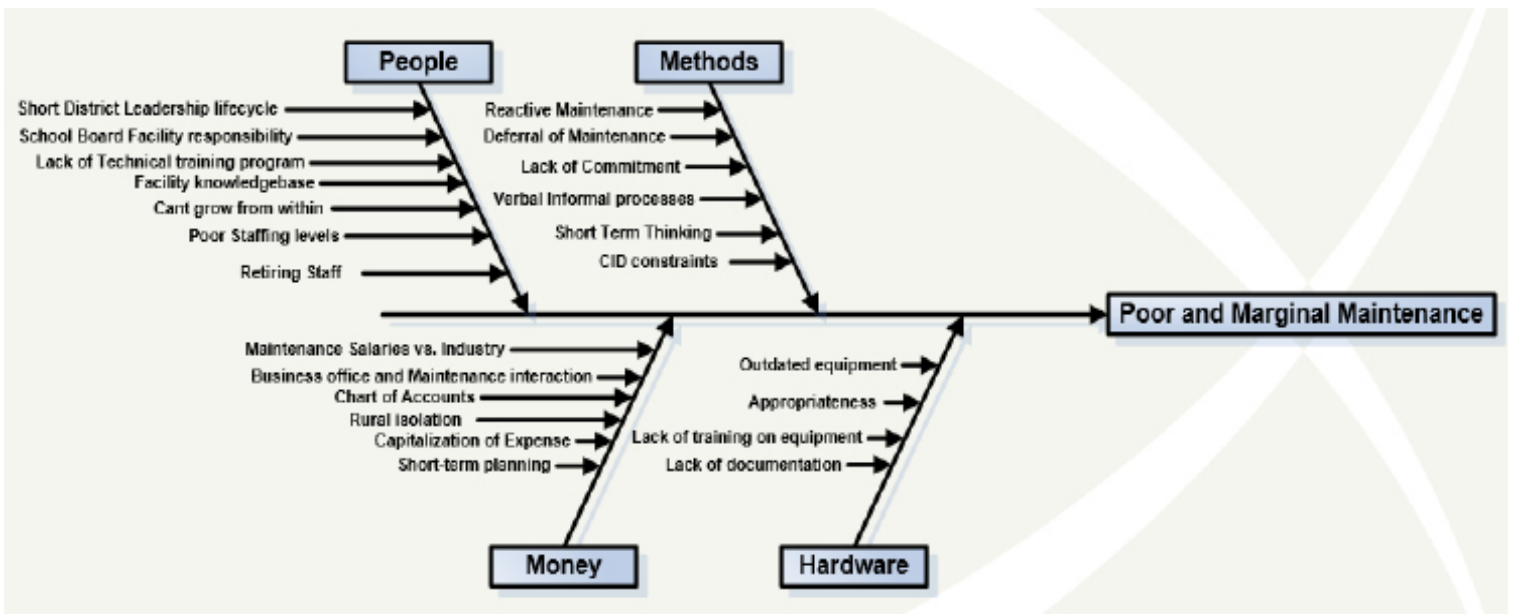 People
Methods
Short District Leadership lifecycle
School Board Facility responsibility
Lack of Technical training program
Facility knowledgebase
Cant grow from within
Poor Staffing levels
Retiring Staff
Reactive Maintenance
Deferral of Maintenance
Lack of Commitment
Verbal Informal processes
Short Term Thinking
CID constraints
Poor and Marginal Maintenance
Maintenance Salaries vs. Industry
Business office and Maintenance interaction
Chart of Accounts
Rural isolation
Capitalization of Expense
Short-term planning
Outdated equipment
Appropriateness
Lack of training on equipment
Lack of documentation
Money
Hardware